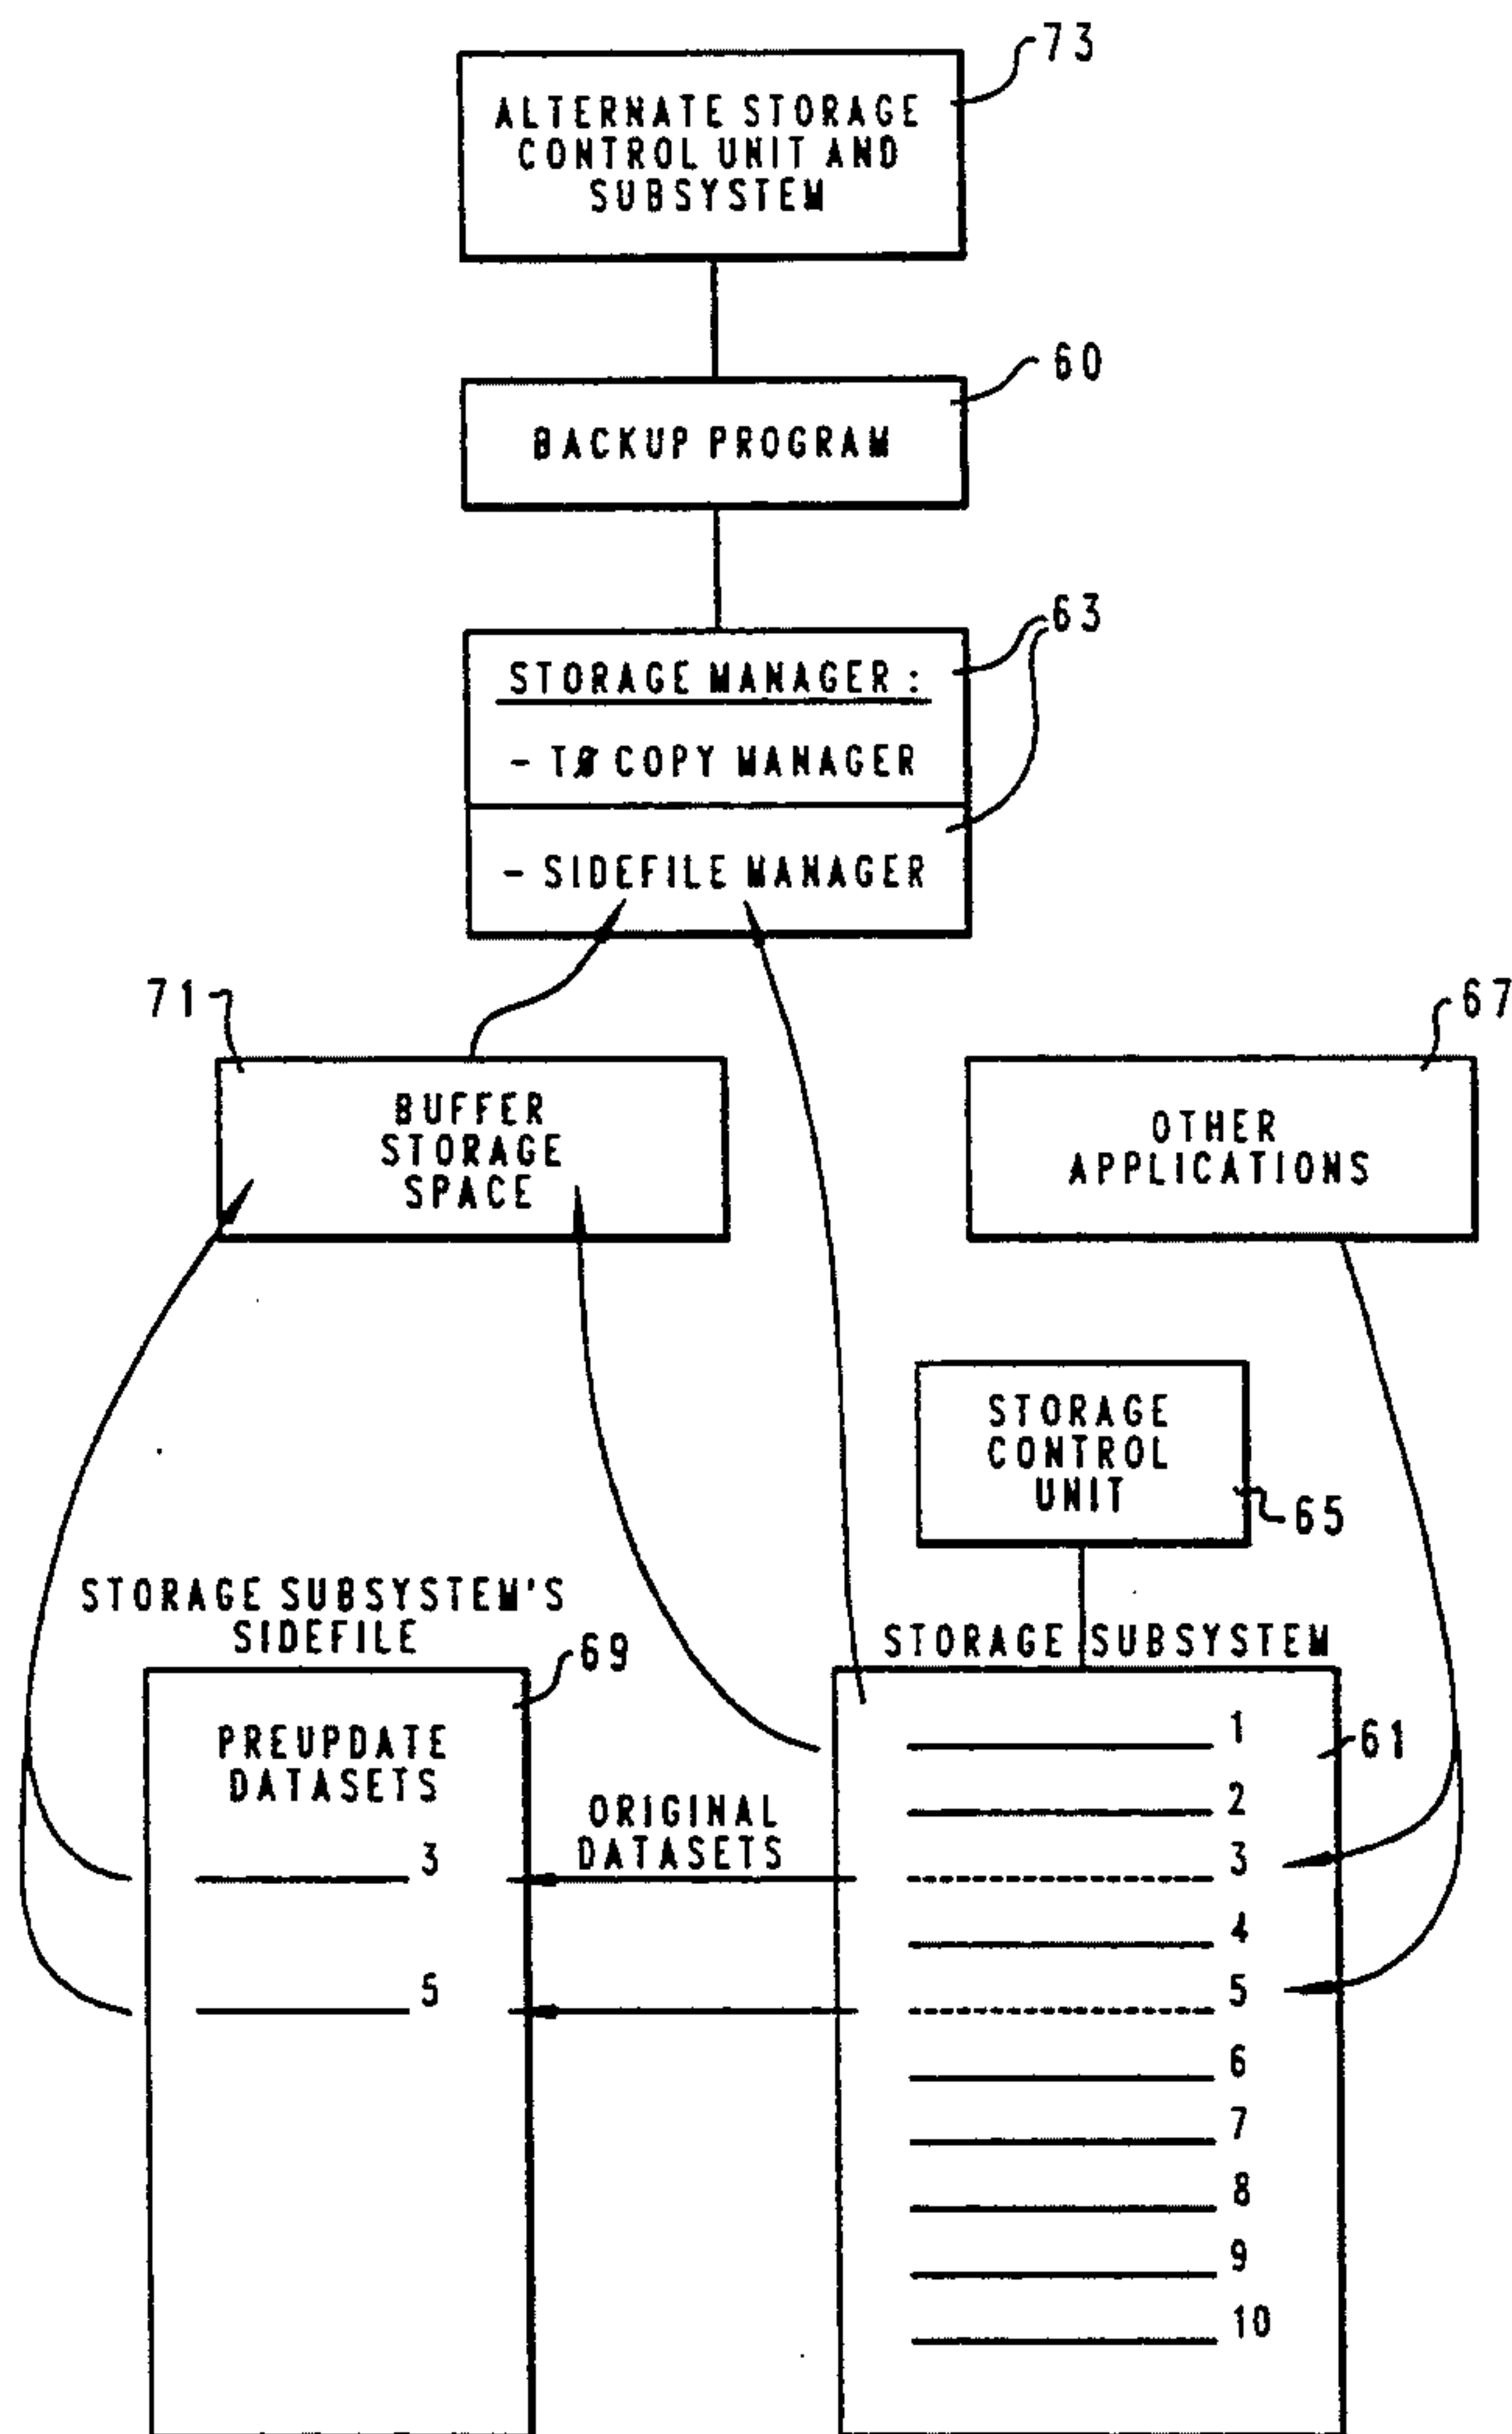 73
ALTERNATE STORAGE
CONTROL UNIT AND
SUBSYSTEM
60
BACKUP PROGRAM
63
STORAGE MANAGER :
- TØ COPY MANAGER
- SIDEFILE MANAGER
71
67
BUFFER
STORAGE
SPACE
OTHER
APPLICATIONS
STORAGE
CONTROL
UNIT
65
STORAGE SUBSYSTEM'S
SIDEFILE
69
STORAGE SUBSYSTEM
61
PREUPDATE
DATASETS
3
5
ORIGINAL
DATASETS
1
2
3
4
5
6
7
8
9
10